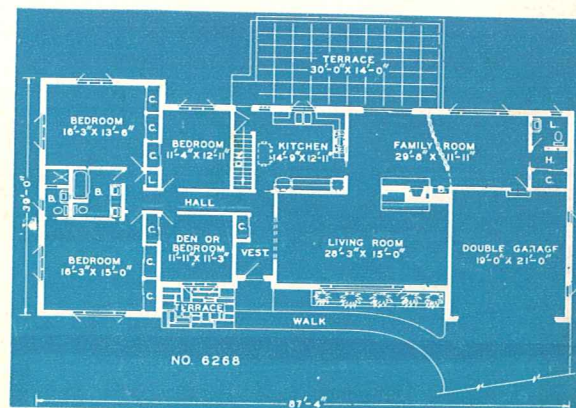 TERRACE
30'-0" X 14'-0"
BEDROOM
16'-3" X 13'-6"
C.
C.
C.
L.
BEDROOM
11'-4" X 12'-11"
DN.
KITCHEN
14'-9" X 12'-11"
FAMILY ROOM
29'-8" X 11'-11"
L.
H.
C.
B.
B.
B.
HALL
39'-0"
BEDROOM
16'-3" X 15'-0"
C.
C.
DEN OR
BEDROOM
11'-11" X 11'-3"
C.
VEST.
LIVING ROOM
28'-3" X 15'-0"
DOUBLE GARAGE
19'-0" X 21'-0"
TERRACE
WALK
NO. 6268
87'-4"